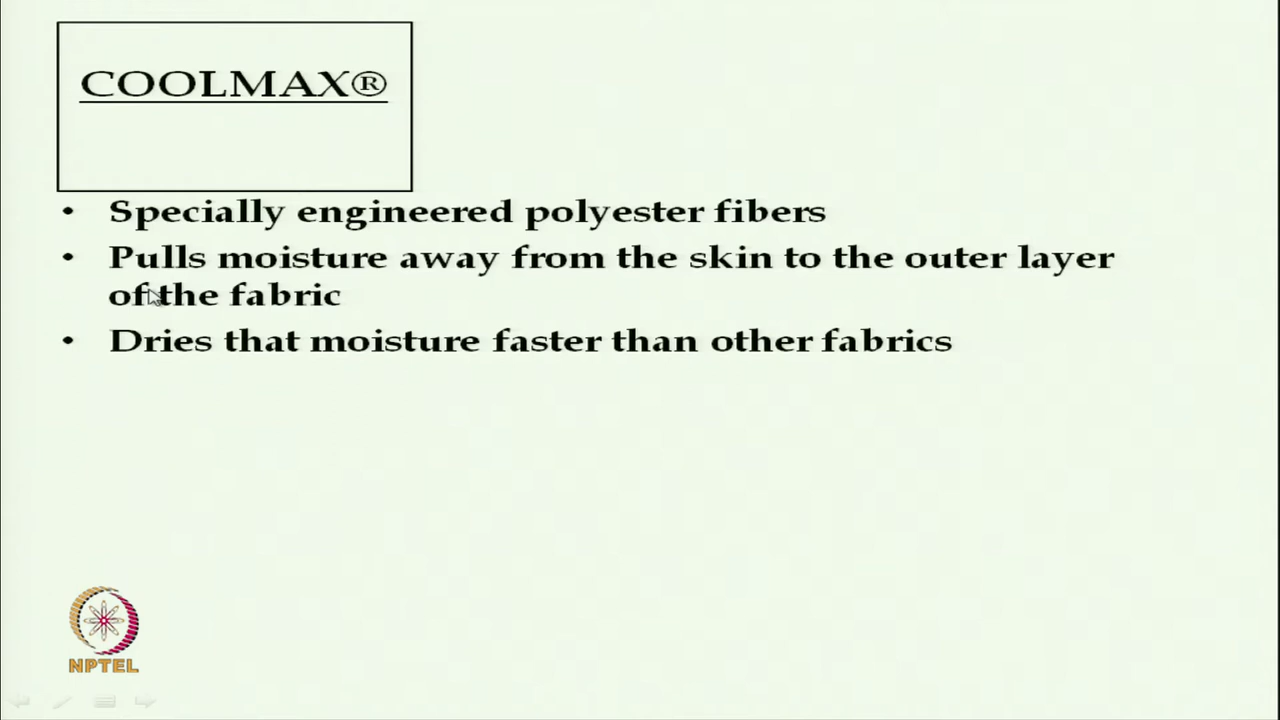 COOLMAX®
• Specially engineered polyester fibers
• Pulls moisture away from the skin to the outer layer
of the fabric
• Dries that moisture faster than other fabrics
NPTEL